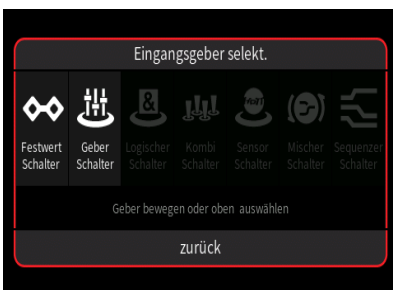 Eingangsgeber selekt.
&
VOLT
Festwert Geber Logischer Kombi Sensor Mischer Sequenzer
Schalter Schalter Schalter Schalter Schalter Schalter Schalter
Geber bewegen oder oben auswählen
zurück